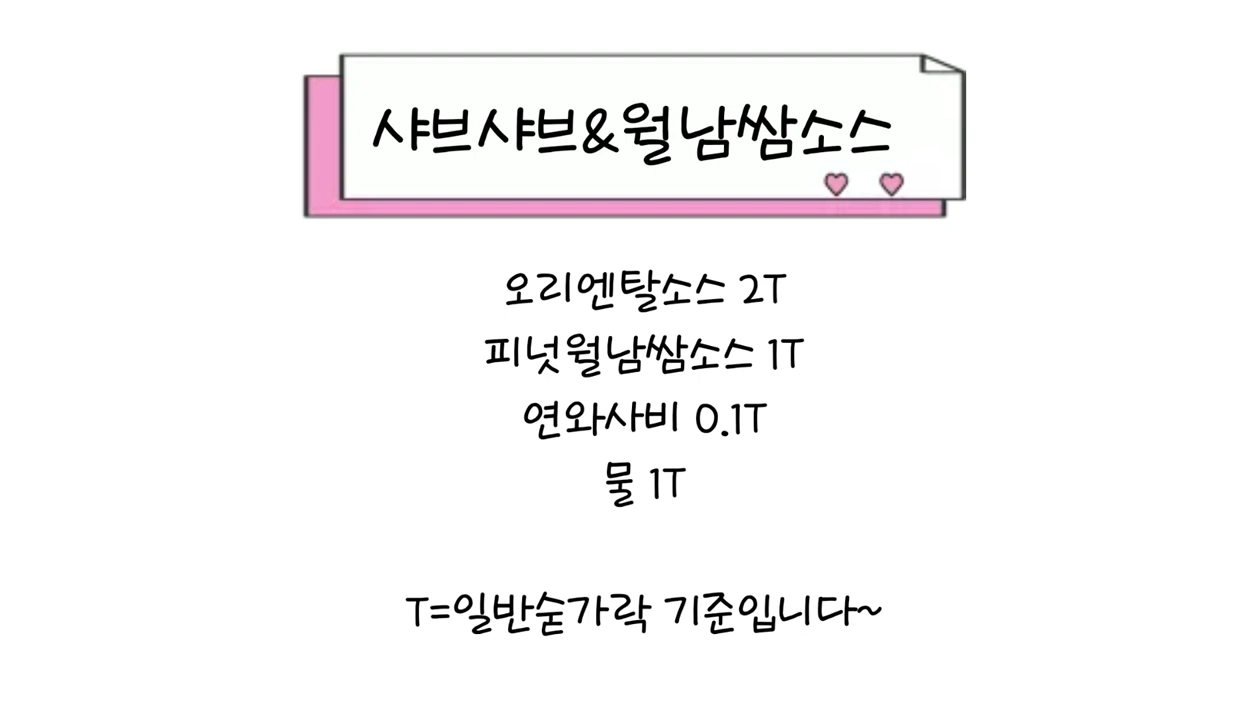 샤브샤브&월남쌈소스
오리엔탈소스 2T
피넛월남쌈소스 1T
연와사비 0.1T
물 1T
T=일반숟가락 기준입니다~